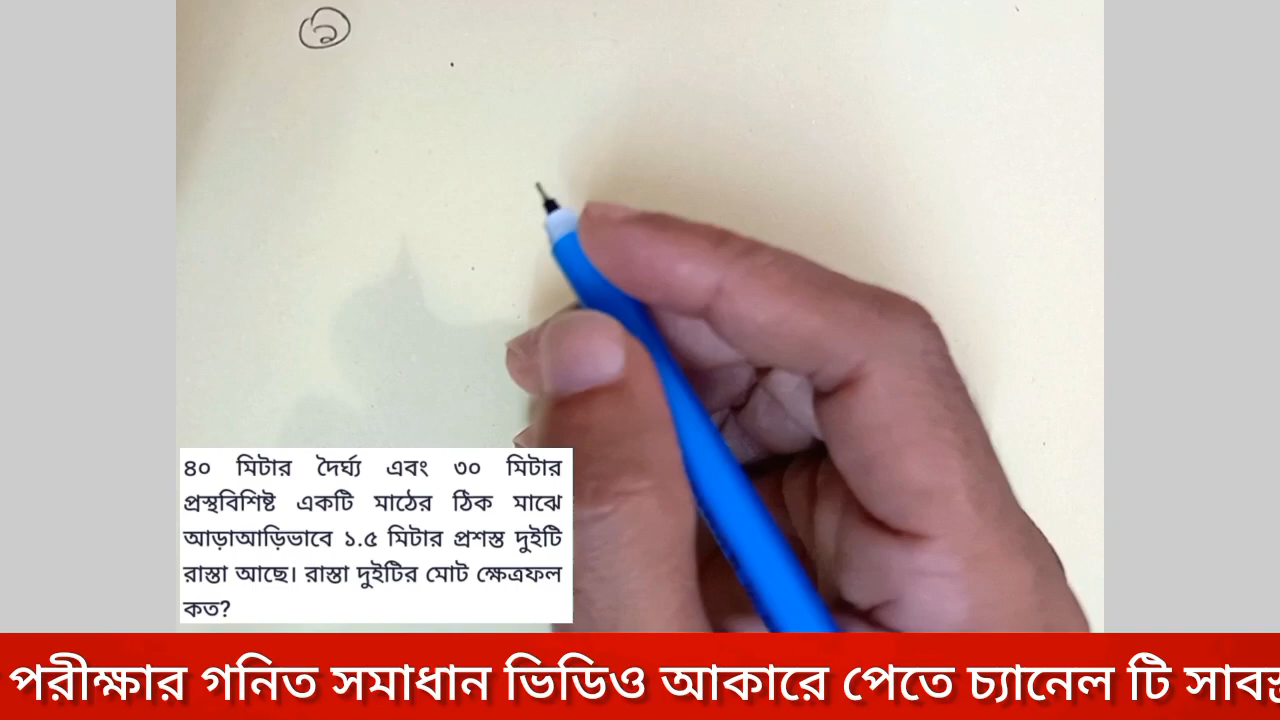 ১
৪০ মিটার দৈর্ঘ্য এবং ৩০ মিটার
প্রস্থবিশিষ্ট একটি মাঠের ঠিক মাঝে
আড়াআড়িভাবে ১.৫ মিটার প্রশস্ত দুইটি
রাস্তা আছে। রাস্তা দুইটির মোট ক্ষেত্রফল
কত?
পরীক্ষার গনিত সমাধান ভিডিও আকারে পেতে চ্যানেল টি